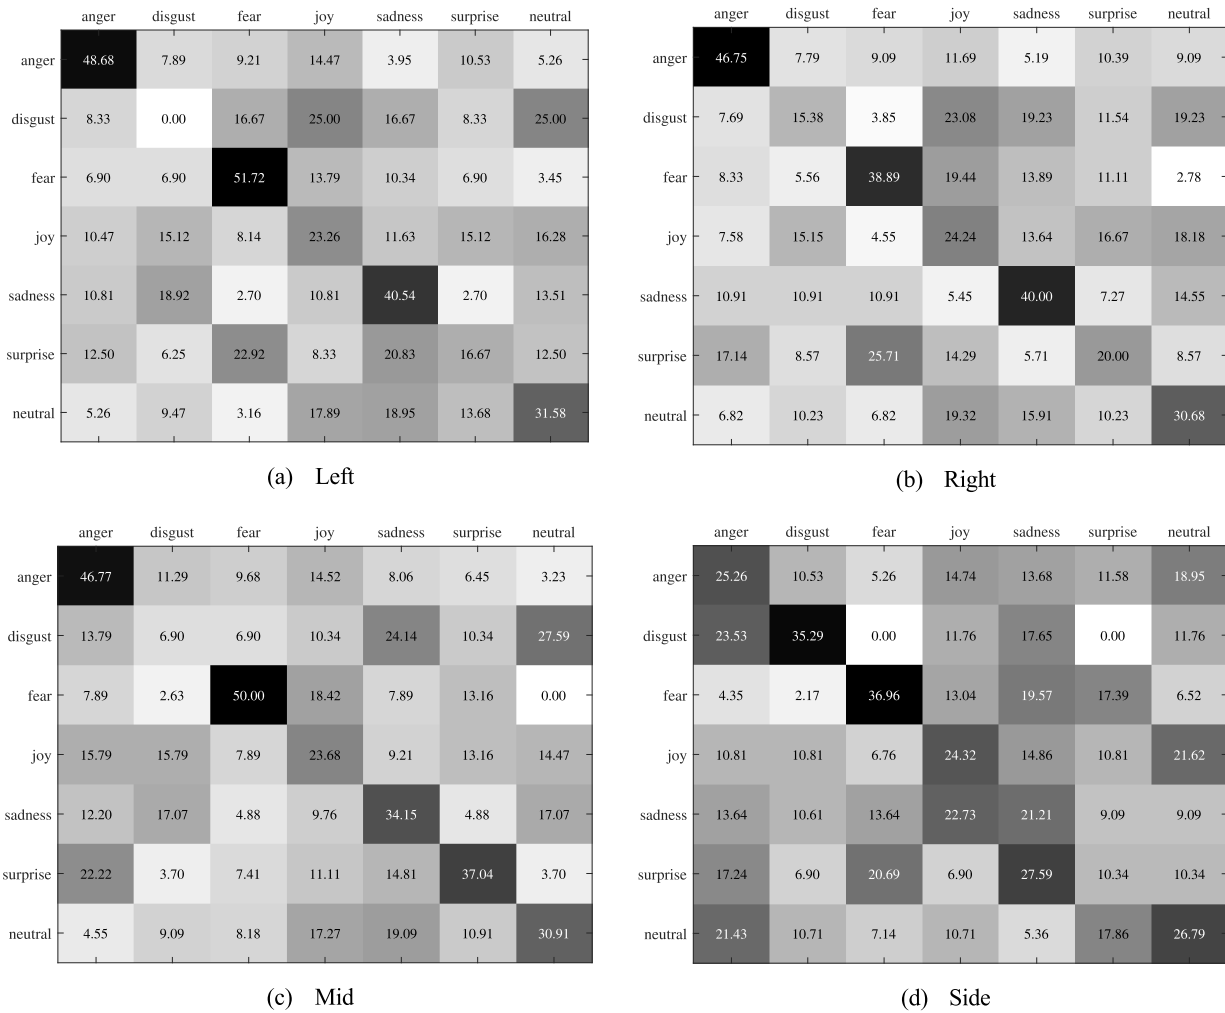 anger disgust fear joy sadness surprise neutral
anger 48.68 7.89 9.21 14.47 3.95 10.53 5.26
disgust 8.33 0.00 16.67 25.00 16.67 8.33 25.00
fear 6.90 6.90 51.72 13.79 10.34 6.90 3.45
joy 10.47 15.12 8.14 23.26 11.63 15.12 16.28
sadness 10.81 18.92 2.70 10.81 40.54 2.70 13.51
surprise 12.50 6.25 22.92 8.33 20.83 16.67 12.50
neutral 5.26 9.47 3.16 17.89 18.95 13.68 31.58
(a) Left
anger disgust fear joy sadness surprise neutral
anger 46.75 7.79 9.09 11.69 5.19 10.39 9.09
disgust 7.69 15.38 3.85 23.08 19.23 11.54 19.23
fear 8.33 5.56 38.89 19.44 13.89 11.11 2.78
joy 7.58 15.15 4.55 24.24 13.64 16.67 18.18
sadness 10.91 10.91 10.91 5.45 40.00 7.27 14.55
surprise 17.14 8.57 25.71 14.29 5.71 20.00 8.57
neutral 6.82 10.23 6.82 19.32 15.91 10.23 30.68
(b) Right
anger disgust fear joy sadness surprise neutral
anger 46.77 11.29 9.68 14.52 8.06 6.45 3.23
disgust 13.79 6.90 6.90 10.34 24.14 10.34 27.59
fear 7.89 2.63 50.00 18.42 7.89 13.16 0.00
joy 15.79 15.79 7.89 23.68 9.21 13.16 14.47
sadness 12.20 17.07 4.88 9.76 34.15 4.88 17.07
surprise 22.22 3.70 7.41 11.11 14.81 37.04 3.70
neutral 4.55 9.09 8.18 17.27 19.09 10.91 30.91
(c) Mid
anger disgust fear joy sadness surprise neutral
anger 25.26 10.53 5.26 14.74 13.68 11.58 18.95
disgust 23.53 35.29 0.00 11.76 17.65 0.00 11.76
fear 4.35 2.17 36.96 13.04 19.57 17.39 6.52
joy 10.81 10.81 6.76 24.32 14.86 10.81 21.62
sadness 13.64 10.61 13.64 22.73 21.21 9.09 9.09
surprise 17.24 6.90 20.69 6.90 27.59 10.34 10.34
neutral 21.43 10.71 7.14 10.71 5.36 17.86 26.79
(d) Side